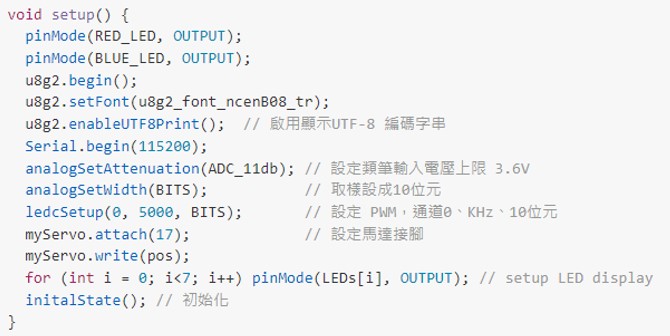 void setup() {
  pinMode(RED_LED, OUTPUT);
  pinMode(BLUE_LED, OUTPUT);
  u8g2.begin();
  u8g2.setFont(u8g2_font_ncenB08_tr);
  u8g2.enableUTF8Print();  // 啟用顯示UTF-8 編碼字串
  Serial.begin(115200);
  analogSetAttenuation(ADC_11db); // 設定類筆輸入電壓上限 3.6V
  analogSetWidth(BITS);           // 取樣設成10位元
  ledcSetup(0, 5000, BITS);       // 設定 PWM，通道0、KHz、10位元
  myServo.attach(17);             // 設定馬達接腳
  myServo.write(pos);
  for (int i = 0; i<7; i++) pinMode(LEDs[i], OUTPUT); // setup LED display
  initalState(); // 初始化
}